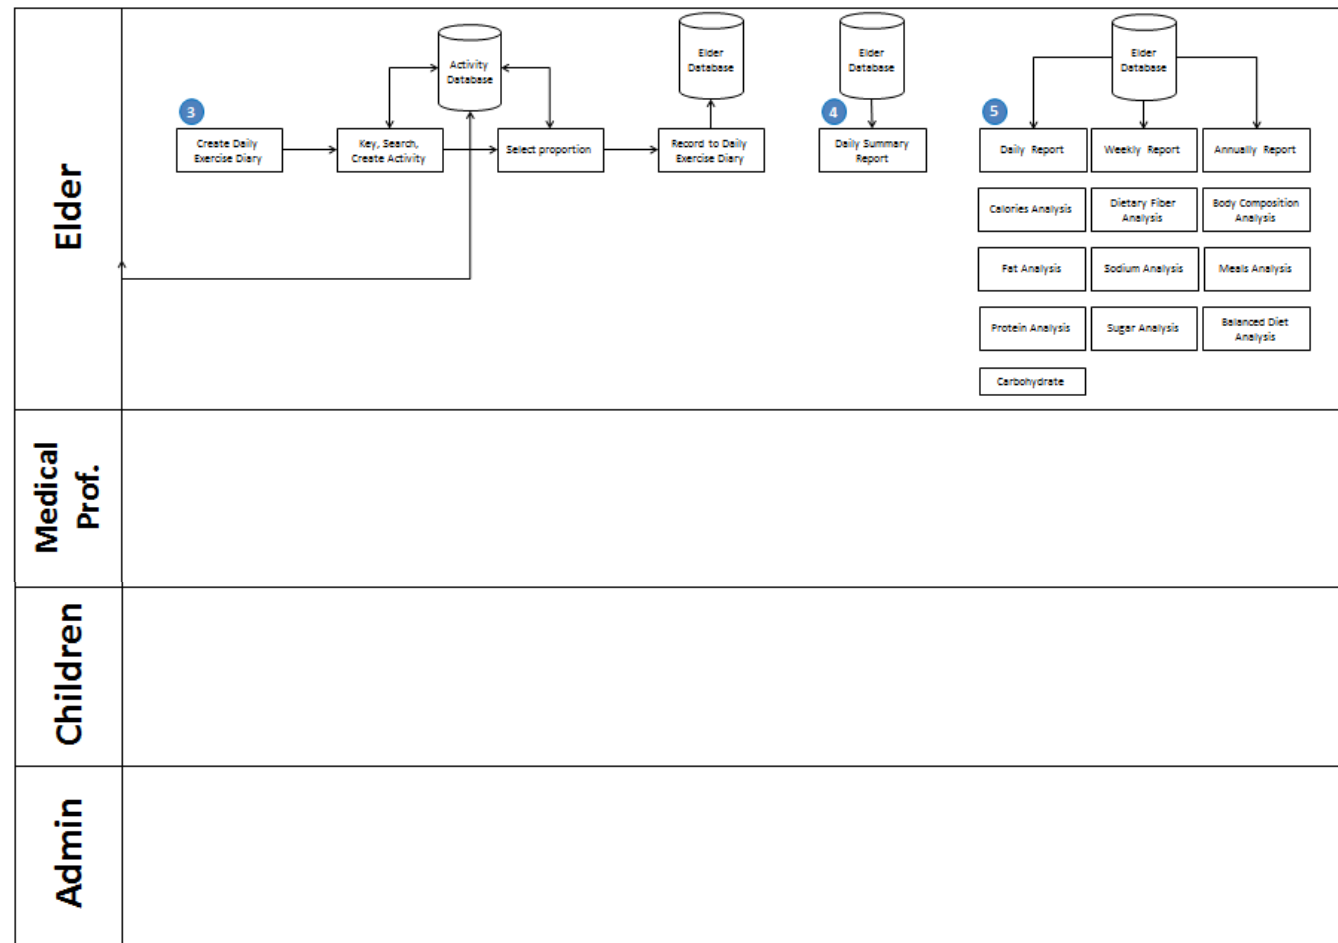 Elder
3
Create Daily
Exercise Diary
Key, Search,
Create Activity
Activity
Database
Select proportion
Record to Daily
Exercise Diary
Elder
Database
4
Elder
Database
Daily Summary
Report
5
Elder
Database
Daily Report
Weekly Report
Annually Report
Calories Analysis
Dietary Fiber
Analysis
Body Composition
Analysis
Fat Analysis
Sodium Analysis
Meals Analysis
Protein Analysis
Sugar Analysis
Balanced Diet
Analysis
Carbohydrate
Medical
Prof.
Children
Admin